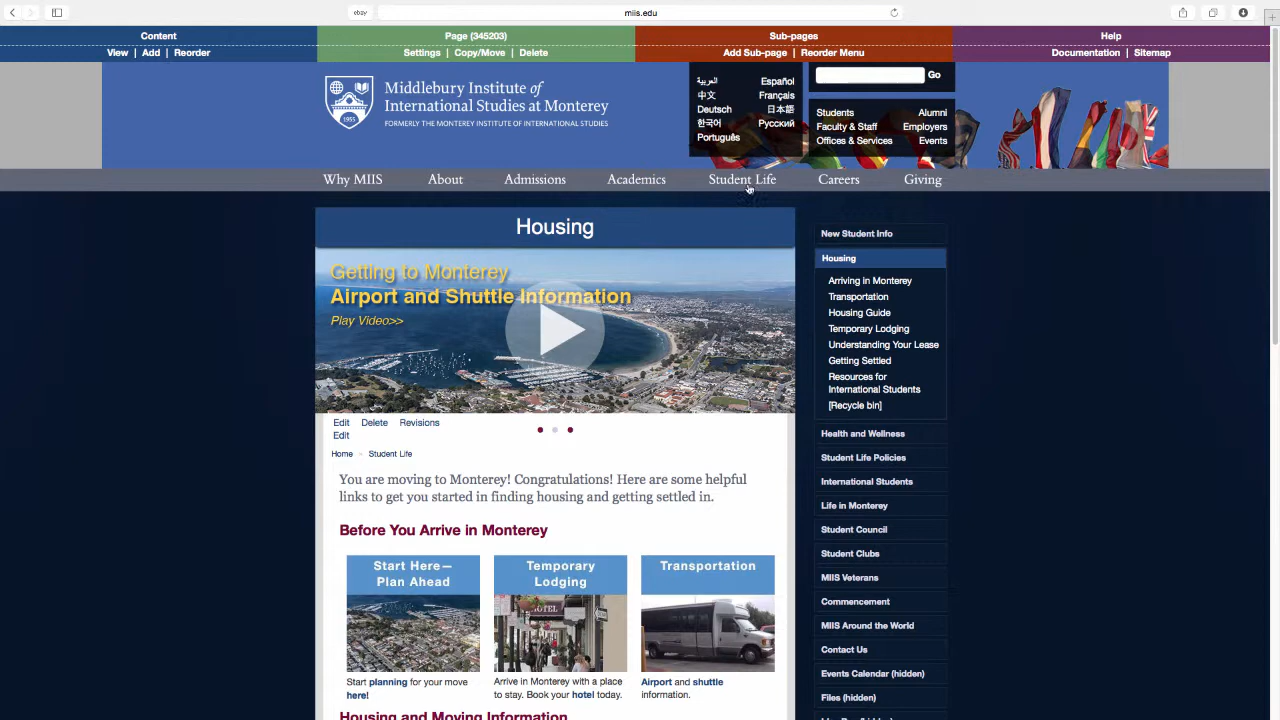 ebay
miis.edu
Content
Page (345203)
Sub-pages
Help
View | Add | Reorder
Settings | Copy/Move | Delete
Add Sub-page | Reorder Menu
Documentation | Sitemap
Middlebury Institute of
International Studies at Monterey
FORMERLY THE MONTEREY INSTITUTE OF INTERNATIONAL STUDIES
1955
العربية Español
中文 Français
Deutsch 日本語
한국어 Русский
Português
Go
Students Alumni
Faculty & Staff Employers
Offices & Services Events
Why MIIS About Admissions Academics Student Life Careers Giving
Housing
Getting to Monterey
Airport and Shuttle Information
Play Video>>
Edit Delete Revisions
Edit
Home » Student Life
You are moving to Monterey! Congratulations! Here are some helpful
links to get you started in finding housing and getting settled in.
Before You Arrive in Monterey
Start Here—
Plan Ahead
Start planning for your move
here!
Temporary
Lodging
HOTEL
Arrive in Monterey with a place
to stay. Book your hotel today.
Transportation
Airport and shuttle
information.
Housing and Moving Information
New Student Info
Housing
Arriving in Monterey
Transportation
Housing Guide
Temporary Lodging
Understanding Your Lease
Getting Settled
Resources for
International Students
[Recycle bin]
Health and Wellness
Student Life Policies
International Students
Life in Monterey
Student Council
Student Clubs
MIIS Veterans
Commencement
MIIS Around the World
Contact Us
Events Calendar (hidden)
Files (hidden)